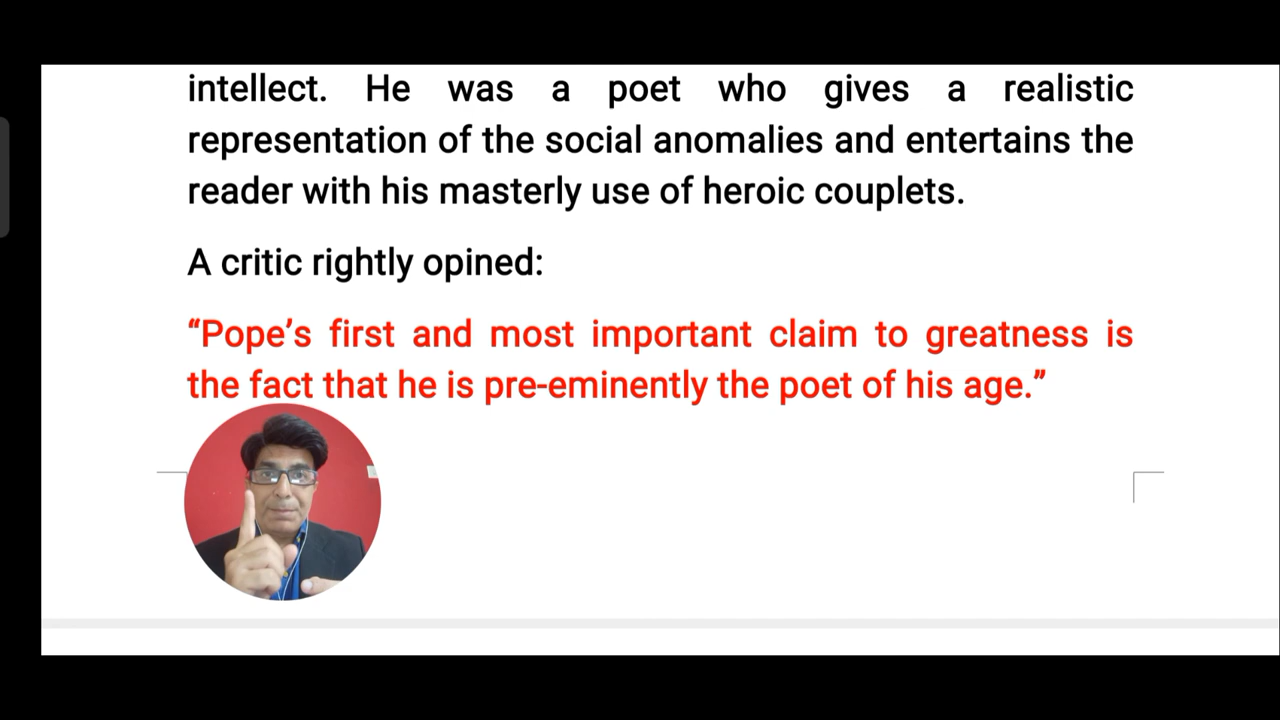 intellect. He was a poet who gives a realistic
representation of the social anomalies and entertains the
reader with his masterly use of heroic couplets.
A critic rightly opined:
“Pope’s first and most important claim to greatness is
the fact that he is pre-eminently the poet of his age.”